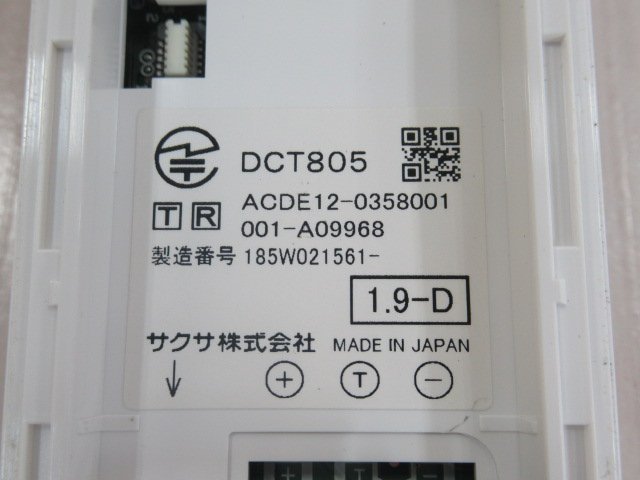 DCT805
T R
ACDE12-0358001
001-A09968
製造番号 185W021561-
1.9-D
サクサ株式会社 MADE IN JAPAN
↓ + T −
+ T −